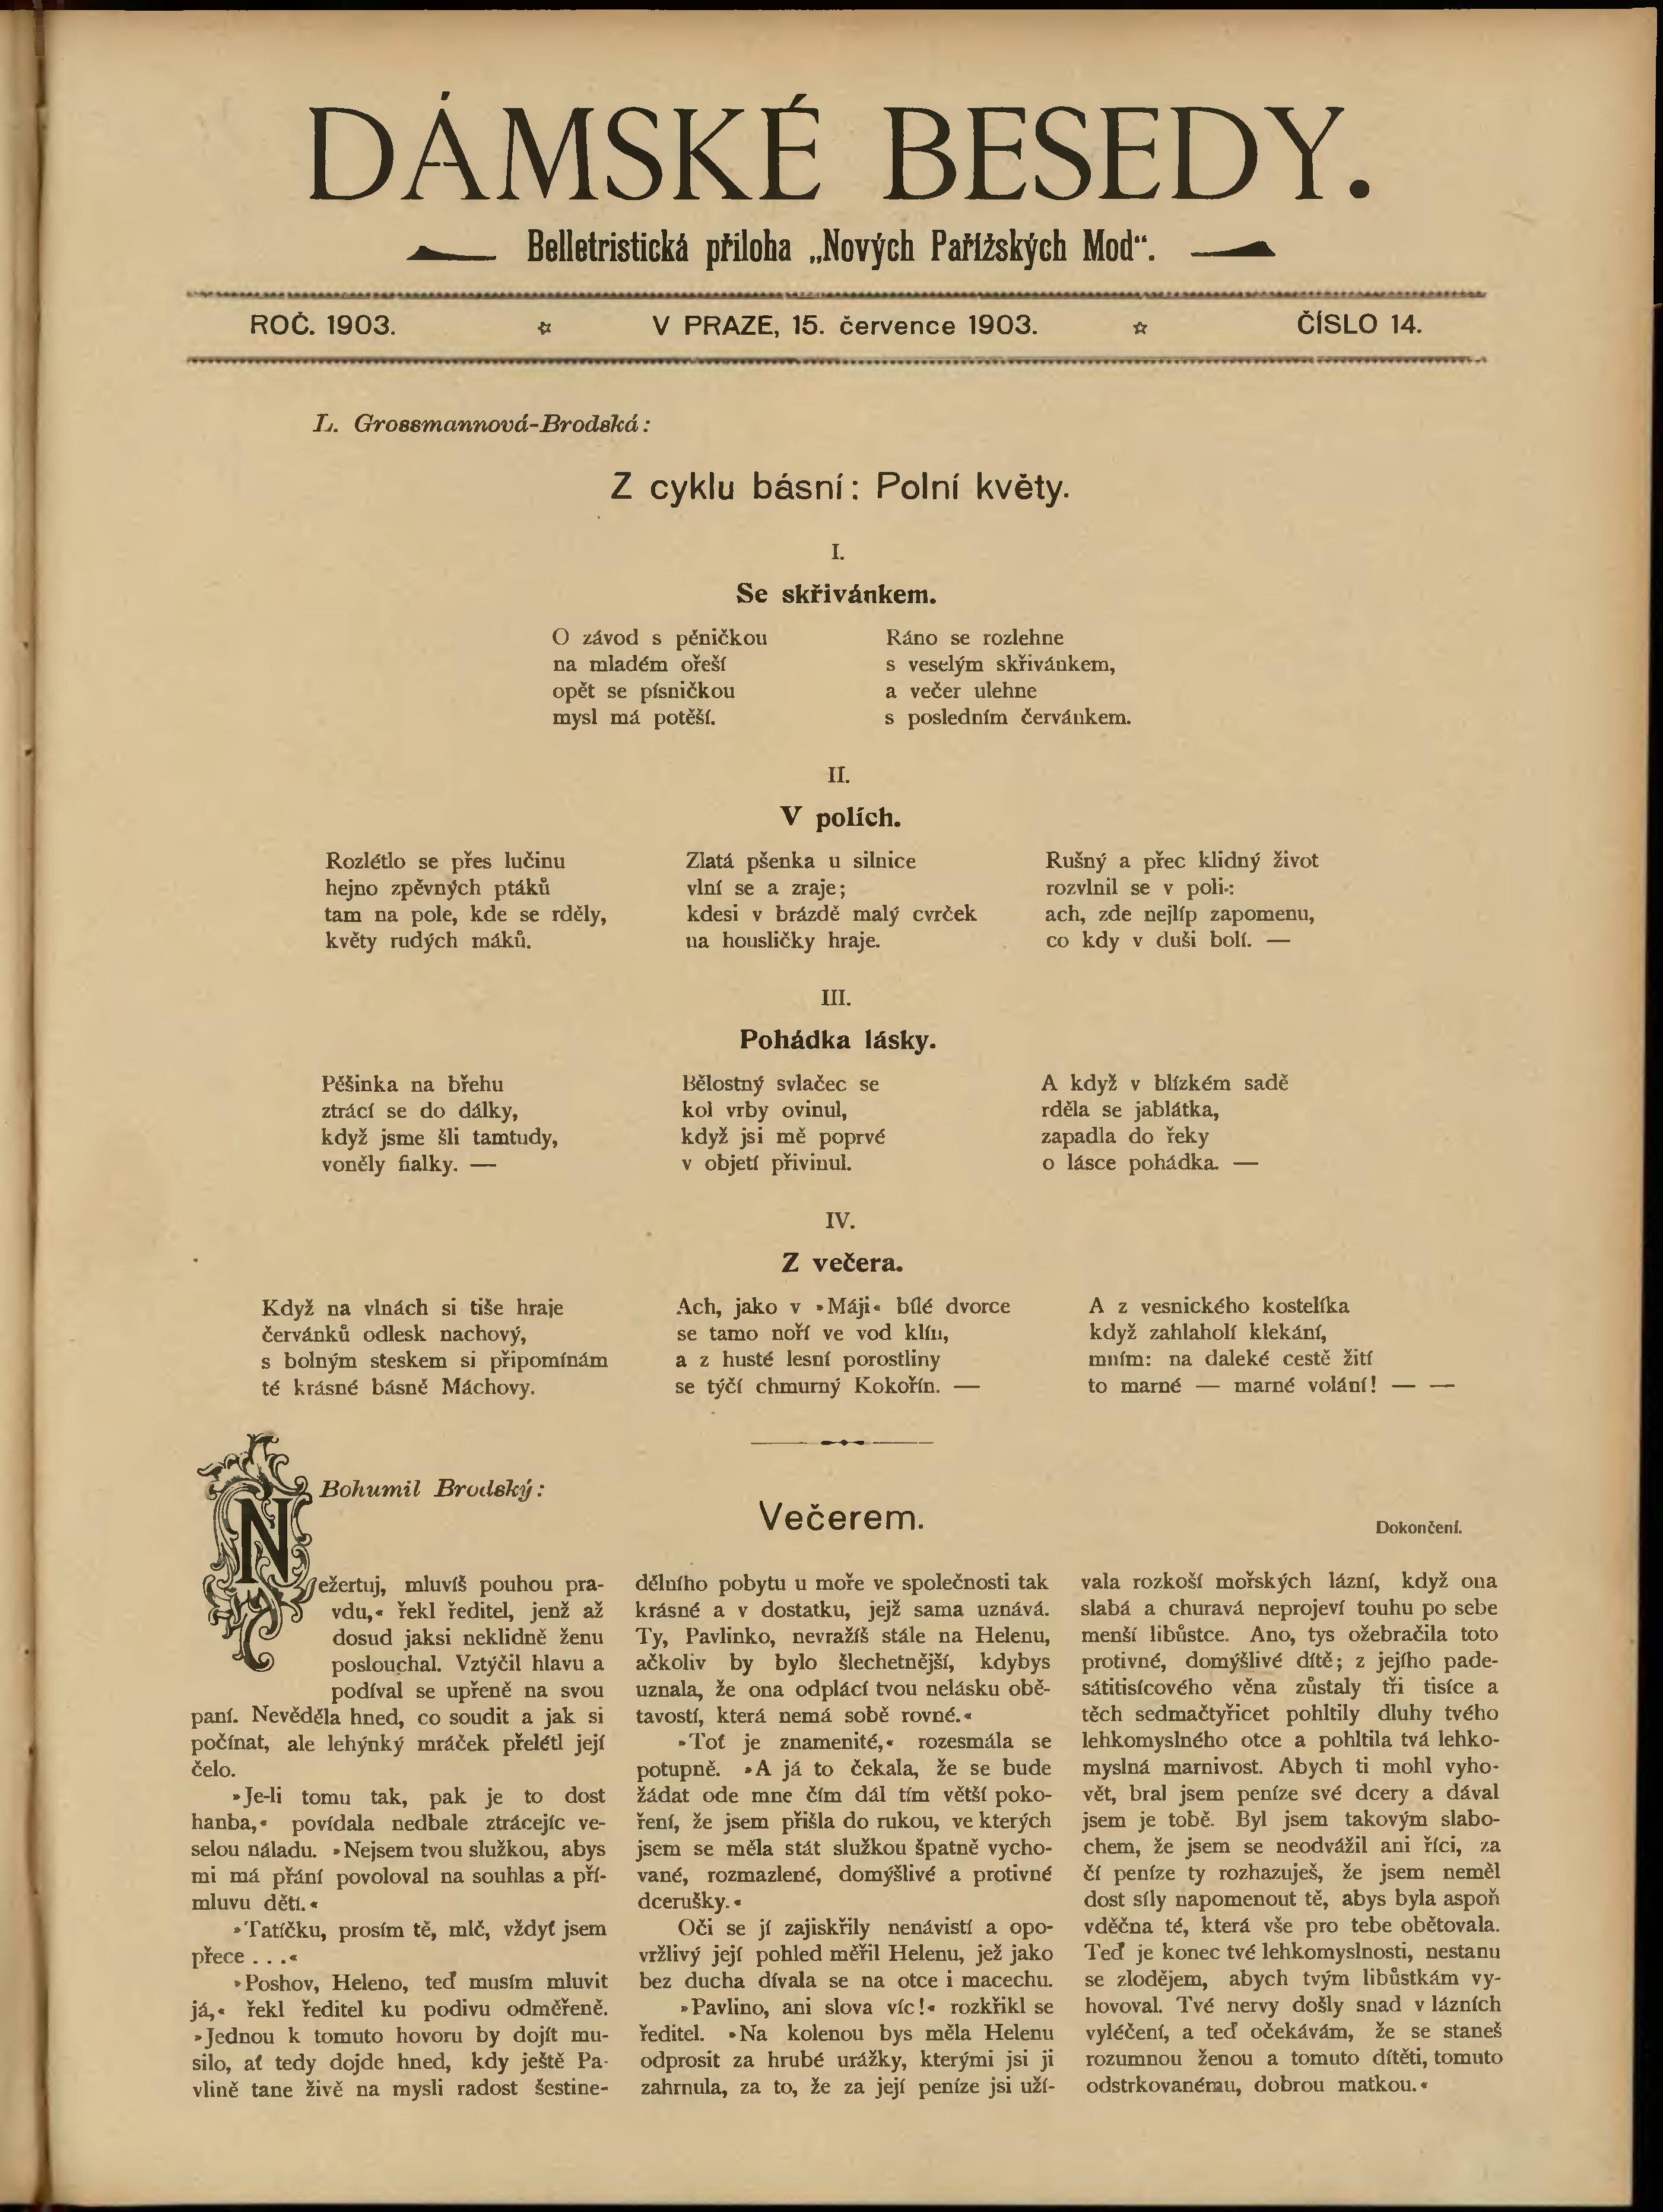 DÁMSKÉ BESEDY.
Belletristická příloha „Nových Pařížských Mod“.
ROČ. 1903. ☆ V PRAZE, 15. července 1903. ☆ ČÍSLO 14.
L. Grossmannová-Brodská:
Z cyklu básní: Polní květy.
I.
Se skřivánkem.
O závod s pěničkou
na mladém ořeší
opět se písničkou
mysl má potěší.
Ráno se rozlehne
s veselým skřivánkem,
a večer ulehne
s posledním červánkem.
II.
V polích.
Rozlétlo se přes lučinu
hejno zpěvných ptáků
tam na pole, kde se rděly,
květy rudých máků.
Zlatá pšenka u silnice
vlní se a zraje;
kdesi v brázdě malý cvrček
na housličky hraje.
Rušný a přec klidný život
rozvlnil se v poli:
ach, zde nejlíp zapomenu,
co kdy v duši bolí. —
III.
Pohádka lásky.
Pěšinka na břehu
ztrácí se do dálky,
když jsme šli tamtudy,
voněly fialky. —
Bělostný svlačec se
kol vrby ovinul,
když jsi mě poprvé
v objetí přivinul.
A když v blízkém sadě
rděla se jablátka,
zapadla do řeky
o lásce pohádka. —
IV.
Z večera.
Když na vlnách si tiše hraje
červánků odlesk nachový,
s bolným steskem si připomínám
té krásné básně Máchovy.
Ach, jako v »Máji« bílé dvorce
se tamo noří ve vod klín,
a z husté lesní porostliny
se týčí chmurný Kokořín. —
A z vesnického kostelíka
když zahlaholí klekání,
mním: na daleké cestě žití
to marné — marné volání! — —
Bohumil Brodský:
Večerem.
Dokončení.
Nežertuj, mluvíš pouhou pra-
vdu,« řekl ředitel, jenž až
dosud jaksi neklidně ženu
poslouchal. Vztýčil hlavu a
podíval se upřeně na svou
paní. Nevěděla hned, co soudit a jak si
počínat, ale lehýnký mráček přelétl její
čelo.
»Je-li tomu tak, pak je to dost
hanba,« povídala nedbale ztrácejíc ve-
selou náladu. »Nejsem tvou služkou, abys
mi má přání povoloval na souhlas a pří-
mluvu dětí.«
»Tatíčku, prosím tě, mlč, vždyť jsem
přece . . .«
»Poshov, Heleno, teď musím mluvit
já,« řekl ředitel ku podivu odměřeně.
»Jednou k tomuto hovoru by dojít mu-
silo, ať tedy dojde hned, kdy ještě Pa-
vlině tane živě na mysli radost šestine-
dělního pobytu u moře ve společnosti tak
krásné a v dostatku, jejž sama uznává.
Ty, Pavlinko, nevražíš stále na Helenu,
ačkoliv by bylo šlechetnější, kdybys
uznala, že ona odplácí tvou nelásku obě-
tavostí, která nemá sobě rovné.«
»Toť je znamenité,« rozesmála se
potupně. »A já to čekala, že se bude
žádat ode mne čím dál tím větší poko-
ření, že jsem přišla do rukou, ve kterých
jsem se měla stát služkou špatně vycho-
vané, rozmazlené, domýšlivé a protivné
dcerušky.«
Oči se jí zajiskřily nenávistí a opo-
vržlivý její pohled měřil Helenu, jež jako
bez ducha dívala se na otce i macechu.
»Pavlino, ani slova víc!« rozkřikl se
ředitel. »Na kolenou bys měla Helenu
odprosit za hrubé urážky, kterými jsi ji
zahrnula, za to, že za její peníze jsi uží-
vala rozkoší mořských lázní, když ona
slabá a churavá neprojeví touhu po sebe
menší libůstce. Ano, tys ožebračila toto
protivné, domýšlivé dítě; z jejího pade-
sátitisícového věna zůstaly tři tisíce a
těch sedmačtyřicet pohltily dluhy tvého
lehkomyslného otce a pohltila tvá lehko-
myslná marnivost. Abych ti mohl vyho-
vět, bral jsem peníze své dcery a dával
jsem je tobě. Byl jsem takovým slabo-
chem, že jsem se neodvážil ani říci, za
čí peníze ty rozhazuješ, že jsem neměl
dost síly napomenout tě, abys byla aspoň
vděčna té, která vše pro tebe obětovala.
Teď je konec tvé lehkomyslnosti, nestanu
se zlodějem, abych tvým libůstkám vy-
hovoval. Tvé nervy došly snad v lázních
vyléčení, a teď očekávám, že se staneš
rozumnou ženou a tomuto dítěti, tomuto
odstrkovanému, dobrou matkou.«